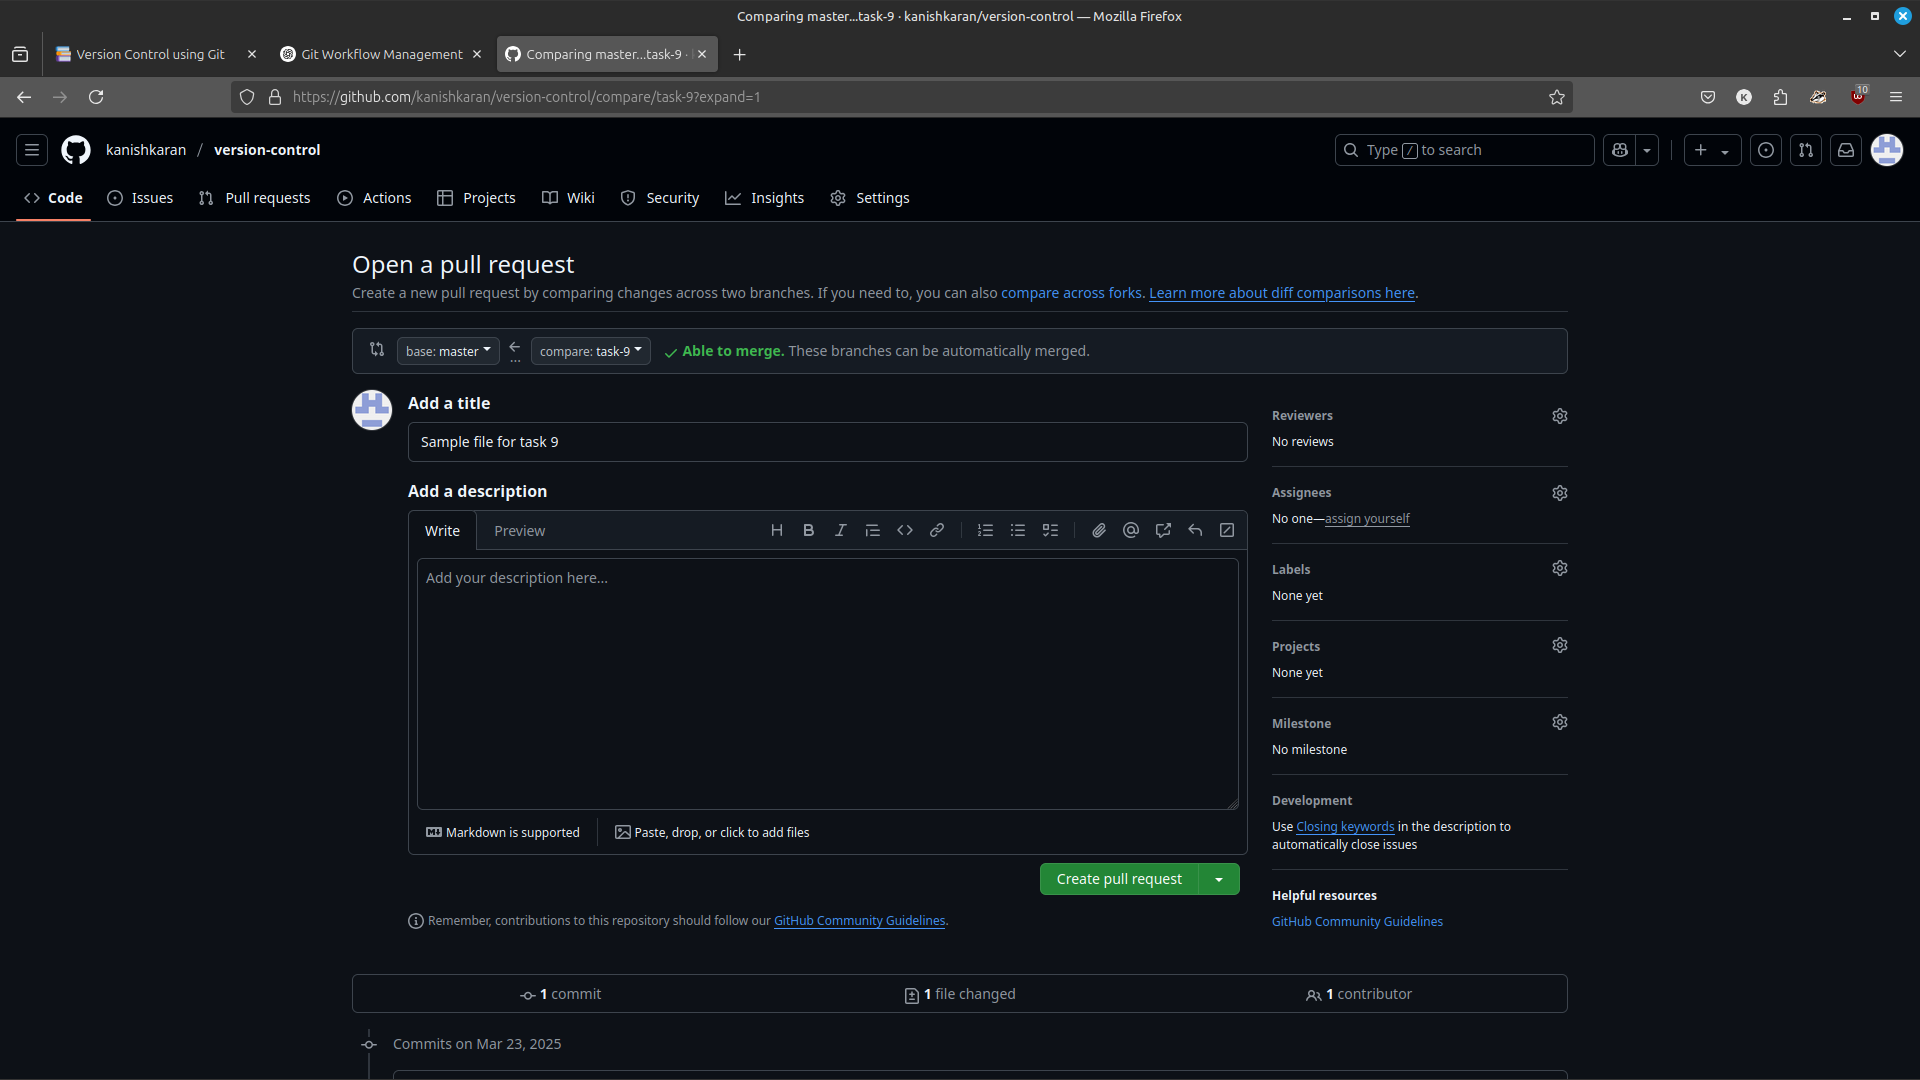 Comparing master...task-9 · kanishkaran/version-control — Mozilla Firefox
Version Control using Git
Git Workflow Management
Comparing master...task-9 ·
https://github.com/kanishkaran/version-control/compare/task-9?expand=1
K
10
kanishkaran / version-control
Type / to search
Code
Issues
Pull requests
Actions
Projects
Wiki
Security
Insights
Settings
Open a pull request
Create a new pull request by comparing changes across two branches. If you need to, you can also compare across forks. Learn more about diff comparisons here.
base: master
...
compare: task-9
Able to merge. These branches can be automatically merged.
Add a title
Sample file for task 9
Add a description
Write
Preview
Add your description here...
Markdown is supported
Paste, drop, or click to add files
Create pull request
Remember, contributions to this repository should follow our GitHub Community Guidelines.
Reviewers
No reviews
Assignees
No one—assign yourself
Labels
None yet
Projects
None yet
Milestone
No milestone
Development
Use Closing keywords in the description to
automatically close issues
Helpful resources
GitHub Community Guidelines
1 commit
1 file changed
1 contributor
Commits on Mar 23, 2025